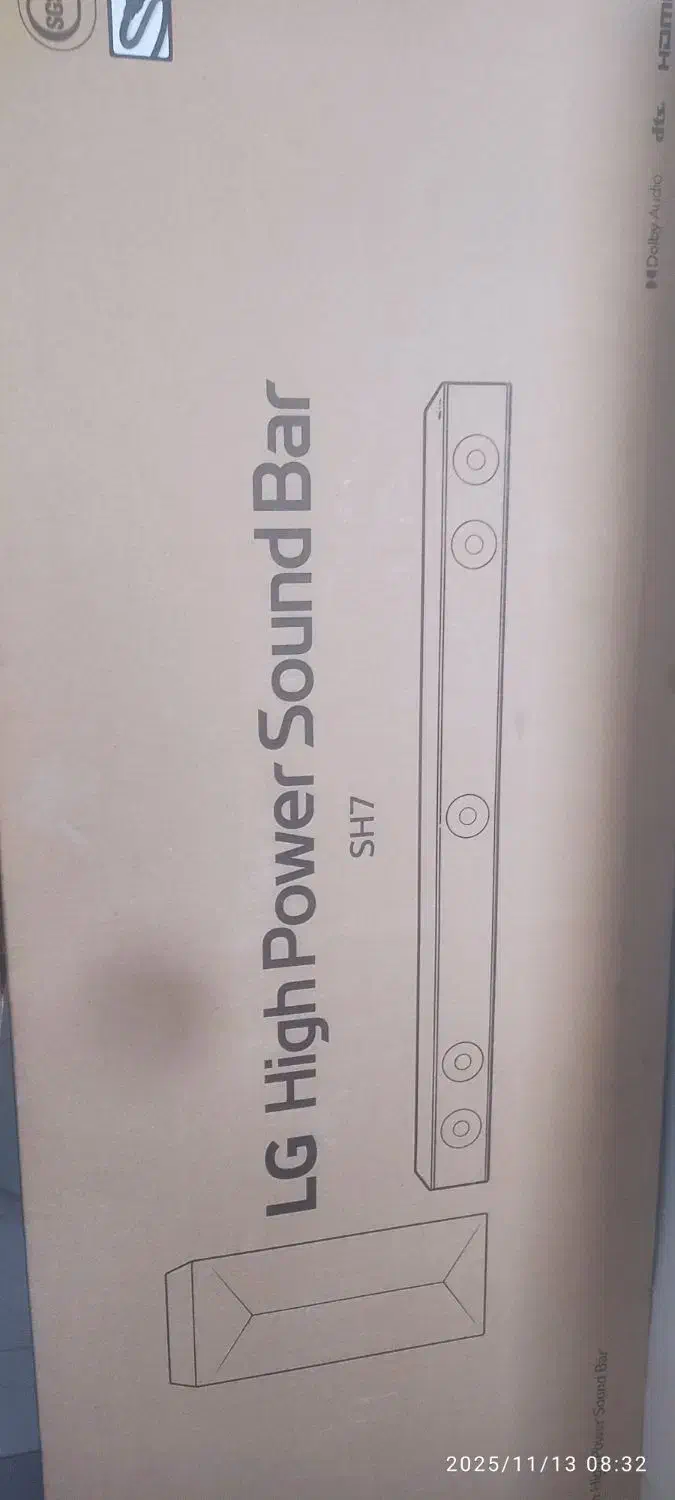 LG High Power Sound Bar
SH7
SGS
Dolby Audio
dts
HDMI
High Power Sound Bar
2025/11/13 08:32